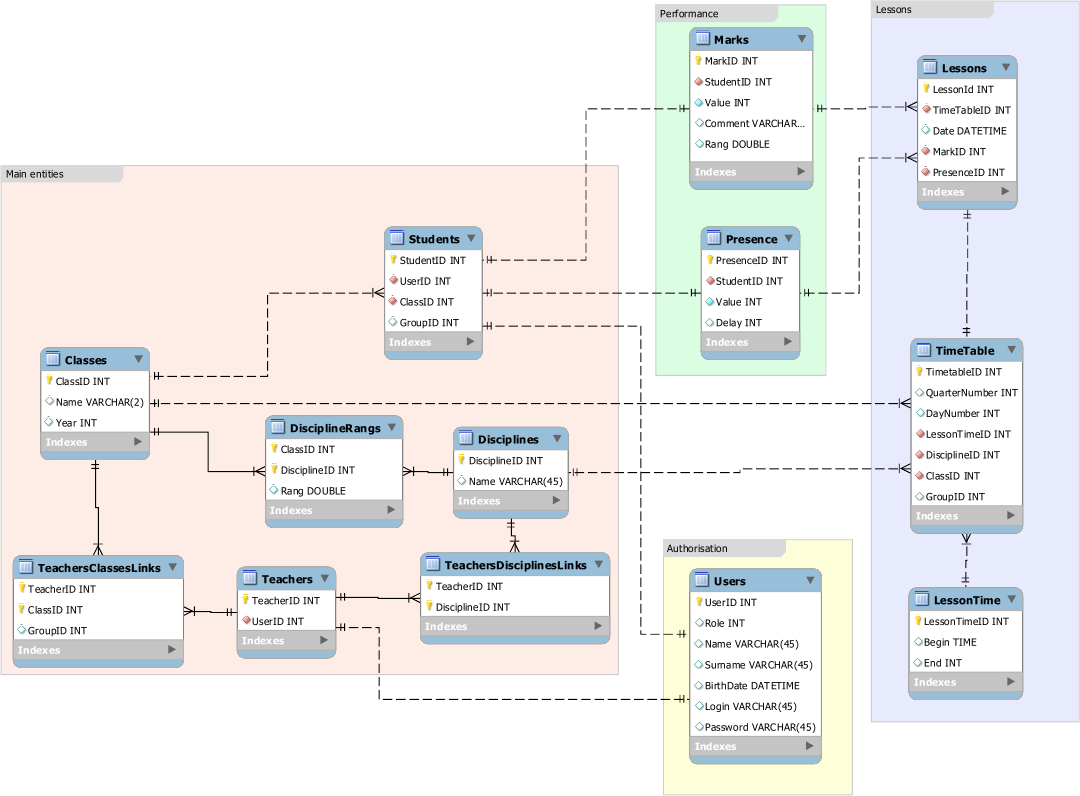 Performance
Marks
MarkID INT
StudentID INT
Value INT
Comment VARCHAR...
Rang DOUBLE
Indexes
Presence
PresenceID INT
StudentID INT
Value INT
Delay INT
Indexes
Lessons
Lessons
LessonId INT
TimeTableID INT
Date DATETIME
MarkID INT
PresenceID INT
Indexes
TimeTable
TimetableID INT
QuarterNumber INT
DayNumber INT
LessonTimeID INT
DisciplineID INT
ClassID INT
GroupID INT
Indexes
LessonTime
LessonTimeID INT
Begin TIME
End INT
Indexes
Main entities
Students
StudentID INT
UserID INT
ClassID INT
GroupID INT
Indexes
Classes
ClassID INT
Name VARCHAR(2)
Year INT
Indexes
DisciplineRangs
ClassID INT
DisciplineID INT
Rang DOUBLE
Indexes
Disciplines
DisciplineID INT
Name VARCHAR(45)
Indexes
TeachersClassesLinks
TeacherID INT
ClassID INT
GroupID INT
Indexes
Teachers
TeacherID INT
UserID INT
Indexes
TeachersDisciplinesLinks
TeacherID INT
DisciplineID INT
Indexes
Authorisation
Users
UserID INT
Role INT
Name VARCHAR(45)
Surname VARCHAR(45)
BirthDate DATETIME
Login VARCHAR(45)
Password VARCHAR(45)
Indexes